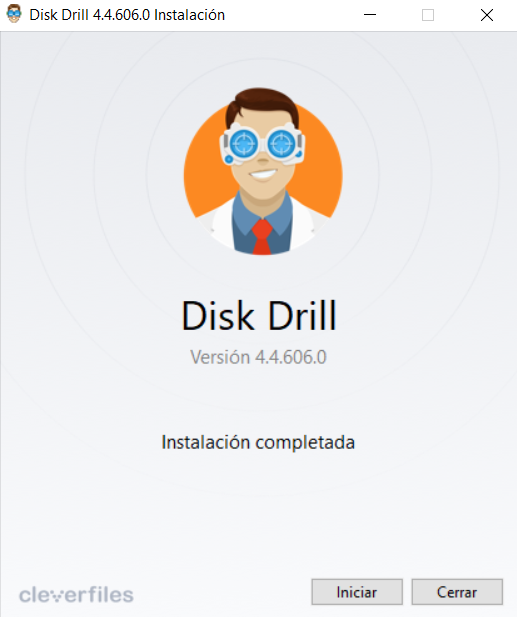 Disk Drill 4.4.606.0 Instalación
Disk Drill
Versión 4.4.606.0
Instalación completada
cleverfiles
Iniciar
Cerrar